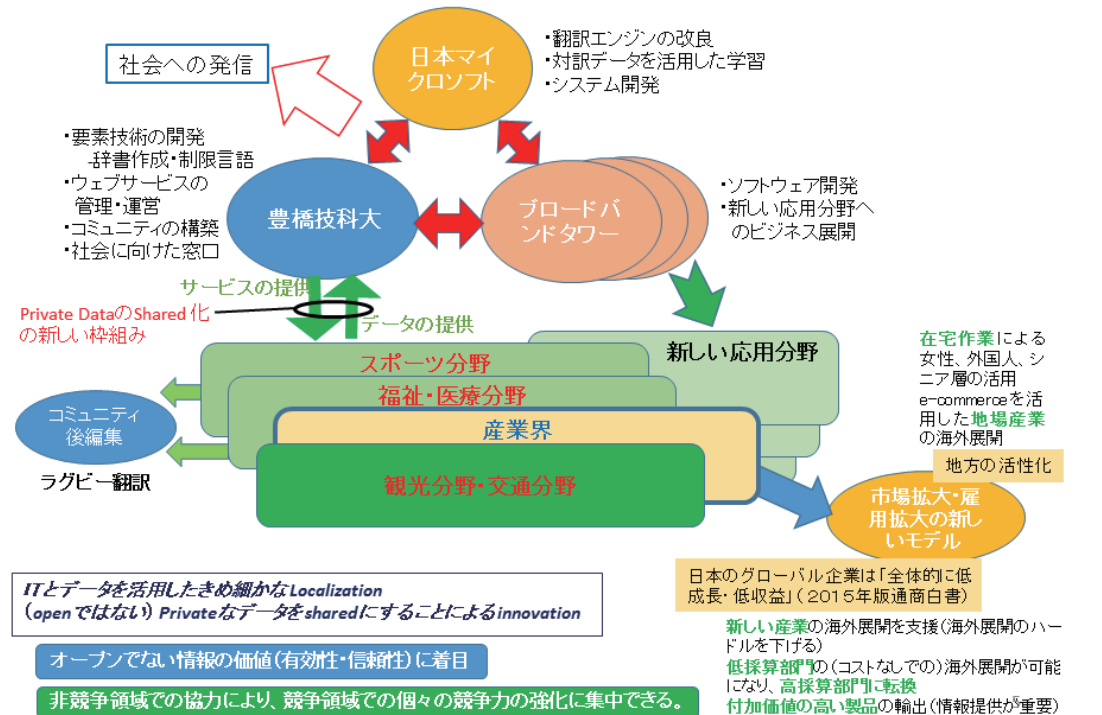 社会への発信
日本マイ
クロソフト
・翻訳エンジンの改良
・対訳データを活用した学習
・システム開発
・要素技術の開発
-辞書作成・制限言語
・ウェブサービスの
管理・運営
・コミュニティの構築
・社会に向けた窓口
豊橋技科大
ブロードバ
ンドタワー
・ソフトウェア開発
・新しい応用分野へ
のビジネス展開
サービスの提供
Private DataのShared 化
の新しい枠組み
データの提供
スポーツ分野
新しい応用分野
福祉・医療分野
産業界
観光分野・交通分野
コミュニティ
後編集
ラグビー翻訳
在宅作業による
女性、外国人、シ
ニア層の活用
e-commerceを活
用した地場産業
の海外展開
地方の活性化
市場拡大・雇
用拡大の新し
いモデル
日本のグローバル企業は「全体的に低
成長・低収益」（2015年版通商白書）
ITとデータを活用したきめ細かなLocalization
（openではない）Privateなデータをsharedにすることによるinnovation
オープンでない情報の価値（有効性・信頼性）に着目
非競争領域での協力により、競争領域での個々の競争力の強化に集中できる。
新しい産業の海外展開を支援（海外展開のハー
ドルを下げる）
低採算部門の（コストなしでの）海外展開が可能
になり、高採算部門に転換
付加価値の高い製品の輸出（情報提供が重要）